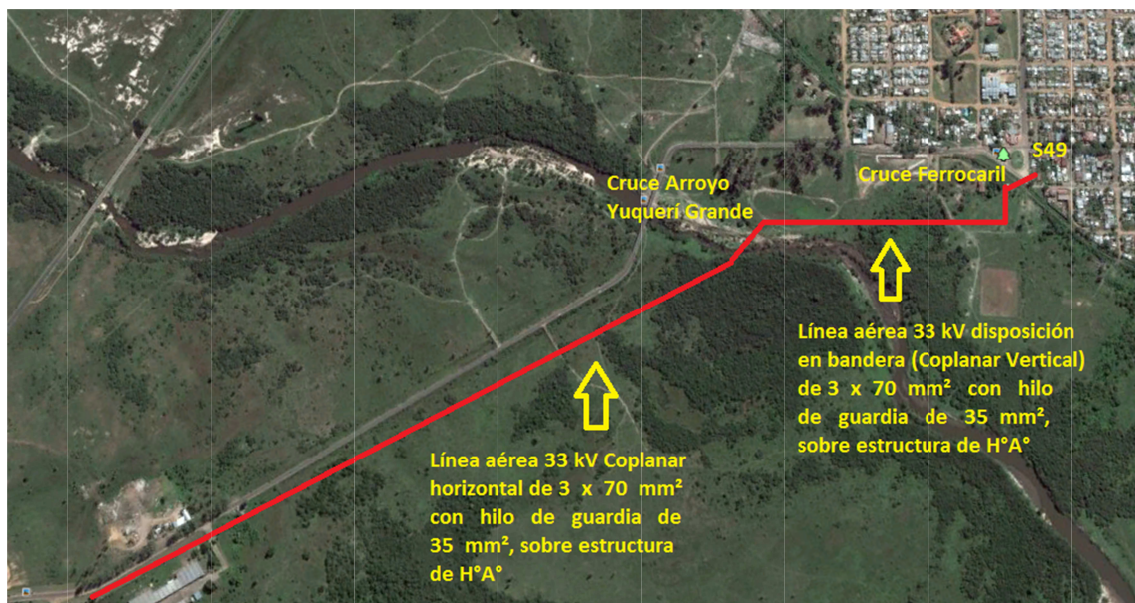 S49
Cruce Ferrocaril
Cruce Arroyo
Yuquerí Grande
Línea aérea 33 kV disposición
en bandera (Coplanar Vertical)
de 3 x 70 mm² con hilo
de guardia de 35 mm²,
sobre estructura de H°A°
Línea aérea 33 kV Coplanar
horizontal de 3 x 70 mm²
con hilo de guardia de
35 mm², sobre estructura
de H°A°